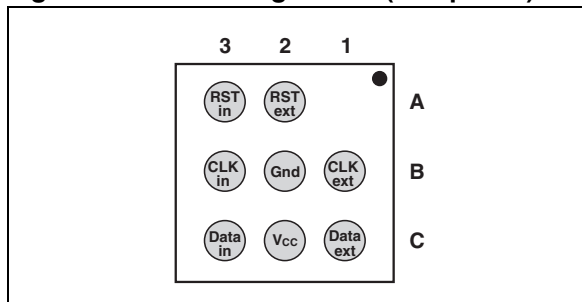 3 2 1
RST in RST ext A
CLK in Gnd CLK ext B
Data in Vcc Data ext C